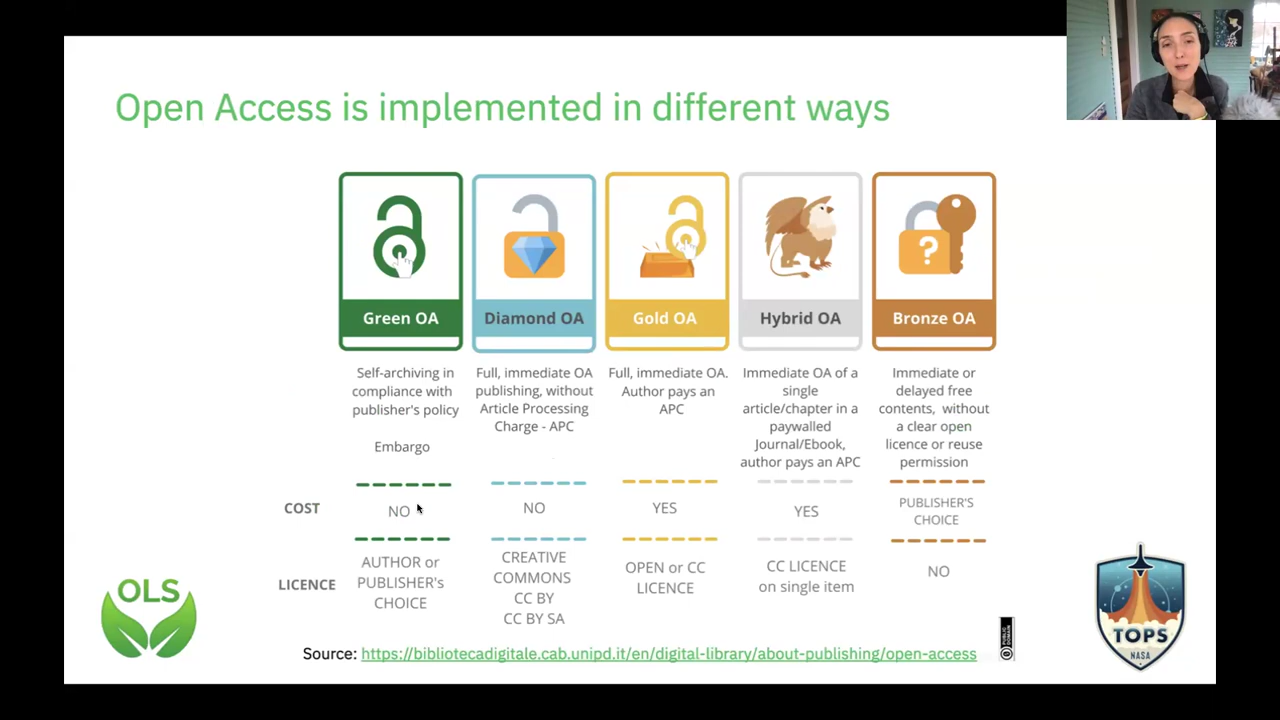 Open Access is implemented in different ways
Green OA
Diamond OA
Gold OA
Hybrid OA
Bronze OA
Self-archiving in
compliance with
publisher's policy
Embargo
Full, immediate OA
publishing, without
Article Processing
Charge - APC
Full, immediate OA.
Author pays an
APC
Immediate OA of a
single
article/chapter in a
paywalled
Journal/Ebook,
author pays an APC
Immediate or
delayed free
contents, without
a clear open
licence or reuse
permission
?
COST
NO
NO
YES
YES
PUBLISHER'S
CHOICE
LICENCE
AUTHOR or
PUBLISHER's
CHOICE
CREATIVE
COMMONS
CC BY
CC BY SA
OPEN or CC
LICENCE
CC LICENCE
on single item
NO
OLS
Source: https://bibliotecadigitale.cab.unipd.it/en/digital-library/about-publishing/open-access
PUBLIC
DOMAIN
TOPS
NASA